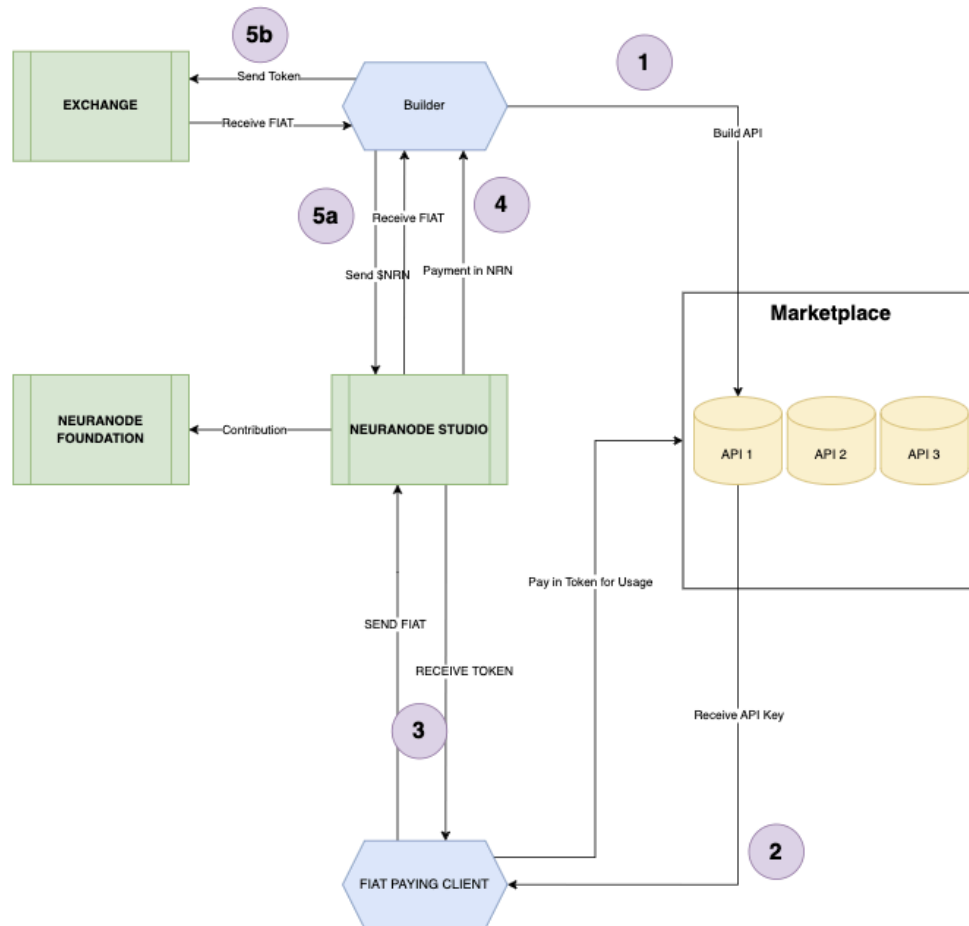 5b
1
Send Token
EXCHANGE
Builder
Receive FIAT
Build API
5a
4
Receive FIAT
Send $NRN
Payment in NRN
Marketplace
NEURANODE
FOUNDATION
Contribution
NEURANODE STUDIO
API 1
API 2
API 3
Pay in Token for Usage
SEND FIAT
RECEIVE TOKEN
3
Receive API Key
2
FIAT PAYING CLIENT